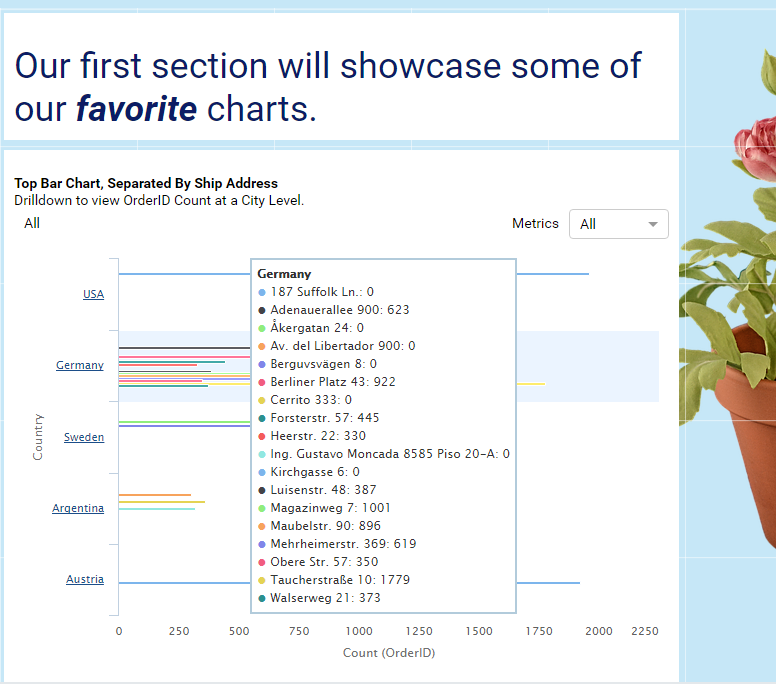 Our first section will showcase some of
our favorite charts.
Top Bar Chart, Separated By Ship Address
Drilldown to view OrderID Count at a City Level.
All
Metrics
All
Country
USA
Germany
Sweden
Argentina
Austria
Germany
187 Suffolk Ln.: 0
Adenauerallee 900: 623
Åkergatan 24: 0
Av. del Libertador 900: 0
Berguvsvägen 8: 0
Berliner Platz 43: 922
Cerrito 333: 0
Forsterstr. 57: 445
Heerstr. 22: 330
Ing. Gustavo Moncada 8585 Piso 20-A: 0
Kirchgasse 6: 0
Luisenstr. 48: 387
Magazinweg 7: 1001
Maubelstr. 90: 896
Mehrheimerstr. 369: 619
Obere Str. 57: 350
Taucherstraße 10: 1779
Walserweg 21: 373
0 250 500 750 1000 1250 1500 1750 2000 2250
Count (OrderID)